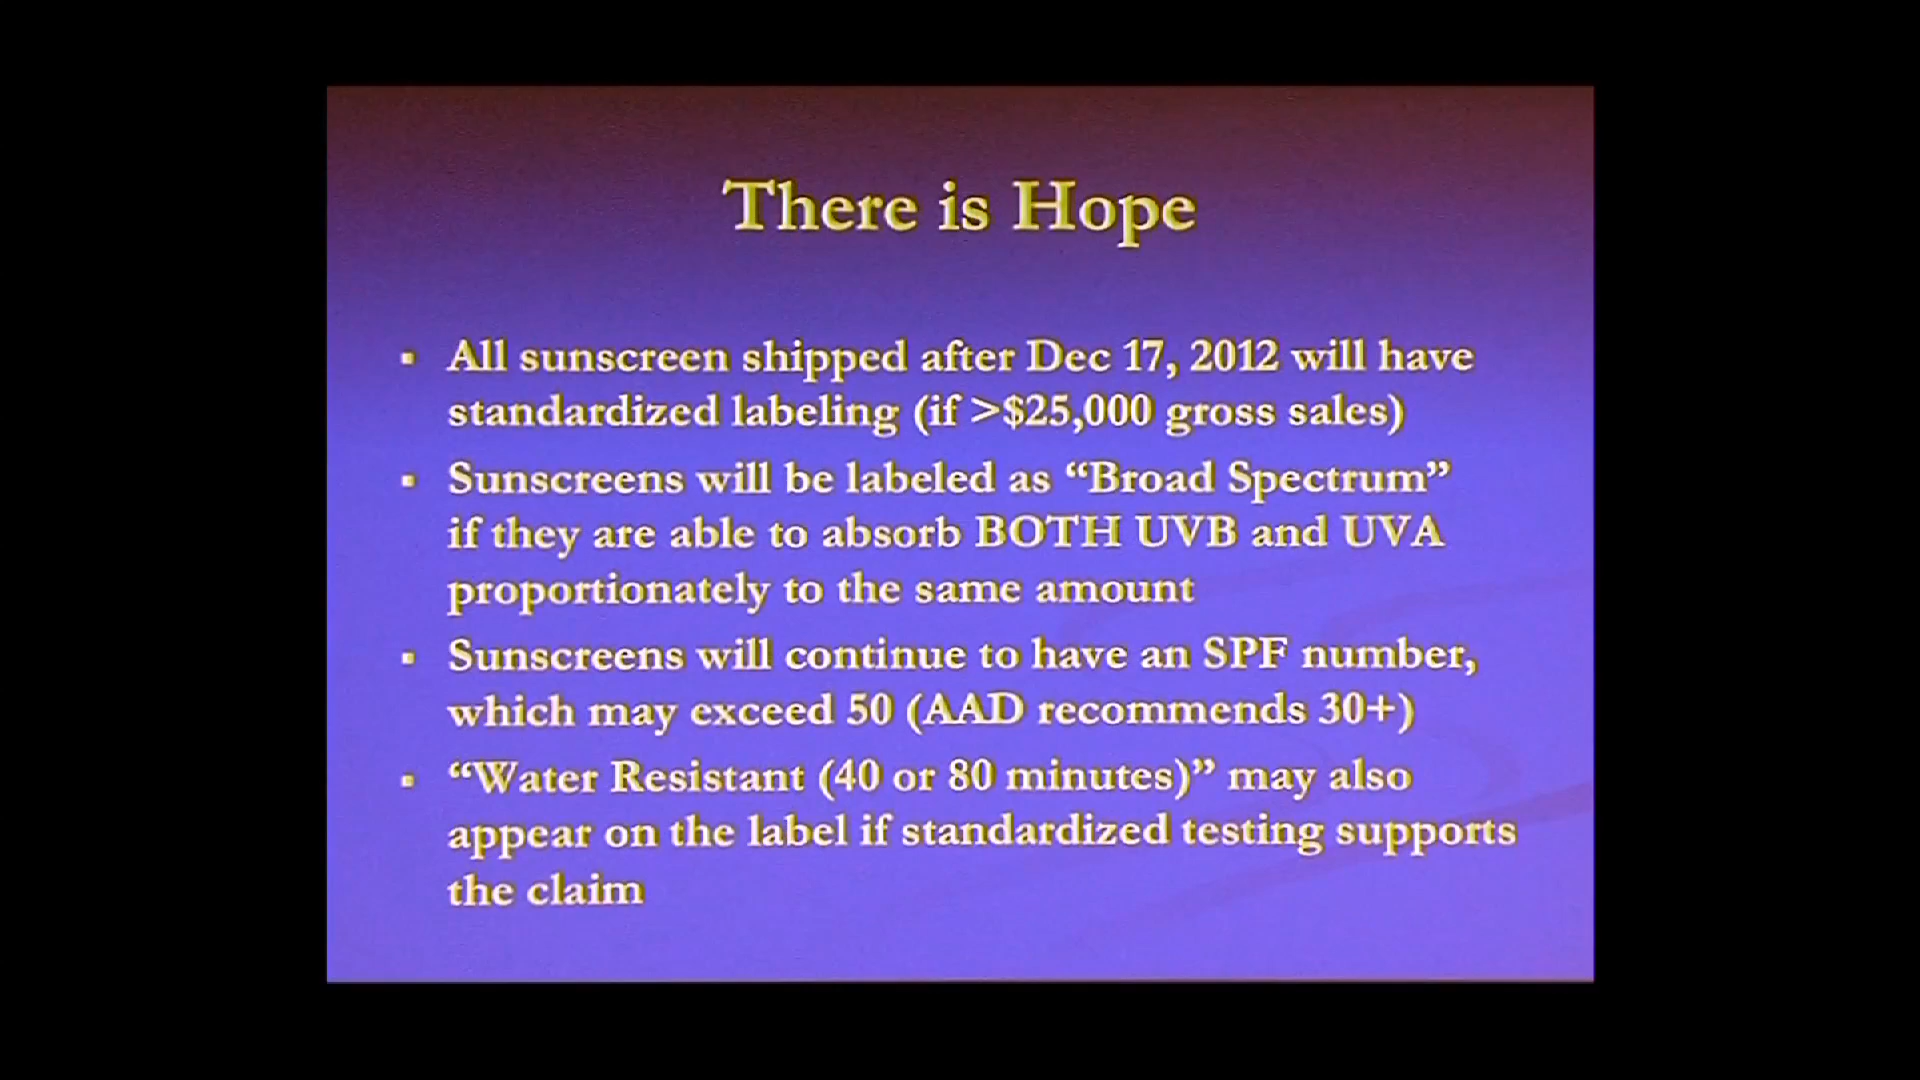 There is Hope
▪ All sunscreen shipped after Dec 17, 2012 will have
standardized labeling (if >$25,000 gross sales)
▪ Sunscreens will be labeled as “Broad Spectrum”
if they are able to absorb BOTH UVB and UVA
proportionately to the same amount
▪ Sunscreens will continue to have an SPF number,
which may exceed 50 (AAD recommends 30+)
▪ “Water Resistant (40 or 80 minutes)” may also
appear on the label if standardized testing supports
the claim